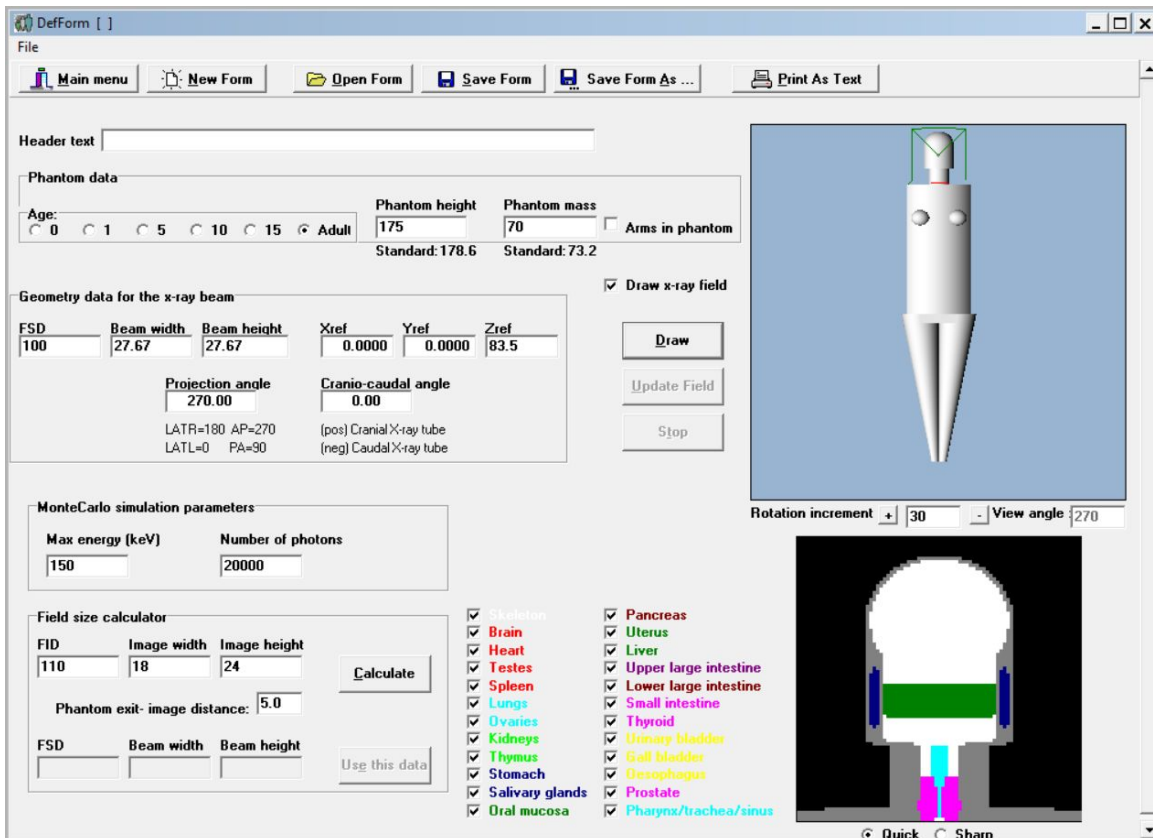 DefForm [ ]
File
Main menu New Form Open Form Save Form Save Form As ... Print As Text
Header text
Phantom data
Age:
0 1 5 10 15 Adult
Phantom height Phantom mass
175 70 Arms in phantom
Standard: 178.6 Standard: 73.2
Draw x-ray field
Geometry data for the x-ray beam
FSD Beam width Beam height Xref Yref Zref
100 27.67 27.67 0.0000 0.0000 83.5
Draw
Projection angle Cranio-caudal angle
270.00 0.00
Update Field
LATR=180 AP=270 (pos) Cranial X-ray tube
LATL=0 PA=90 (neg) Caudal X-ray tube
Stop
MonteCarlo simulation parameters
Max energy (keV) Number of photons
150 20000
Rotation increment + 30 - View angle : 270
Field size calculator
FID Image width Image height
110 18 24
Calculate
Phantom exit- image distance: 5.0
FSD Beam width Beam height
Use this data
Skeleton Pancreas
Brain Uterus
Heart Liver
Testes Upper large intestine
Spleen Lower large intestine
Lungs Small intestine
Ovaries Thyroid
Kidneys Urinary bladder
Thymus Gall bladder
Stomach Oesophagus
Salivary glands Prostate
Oral mucosa Pharynx/trachea/sinus
Quick Sharp